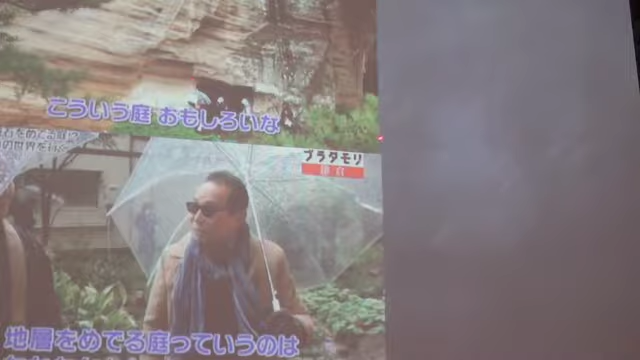 こういう庭 おもしろいな
ブラタモリ
鎌倉
地層をめでる庭っていうのは